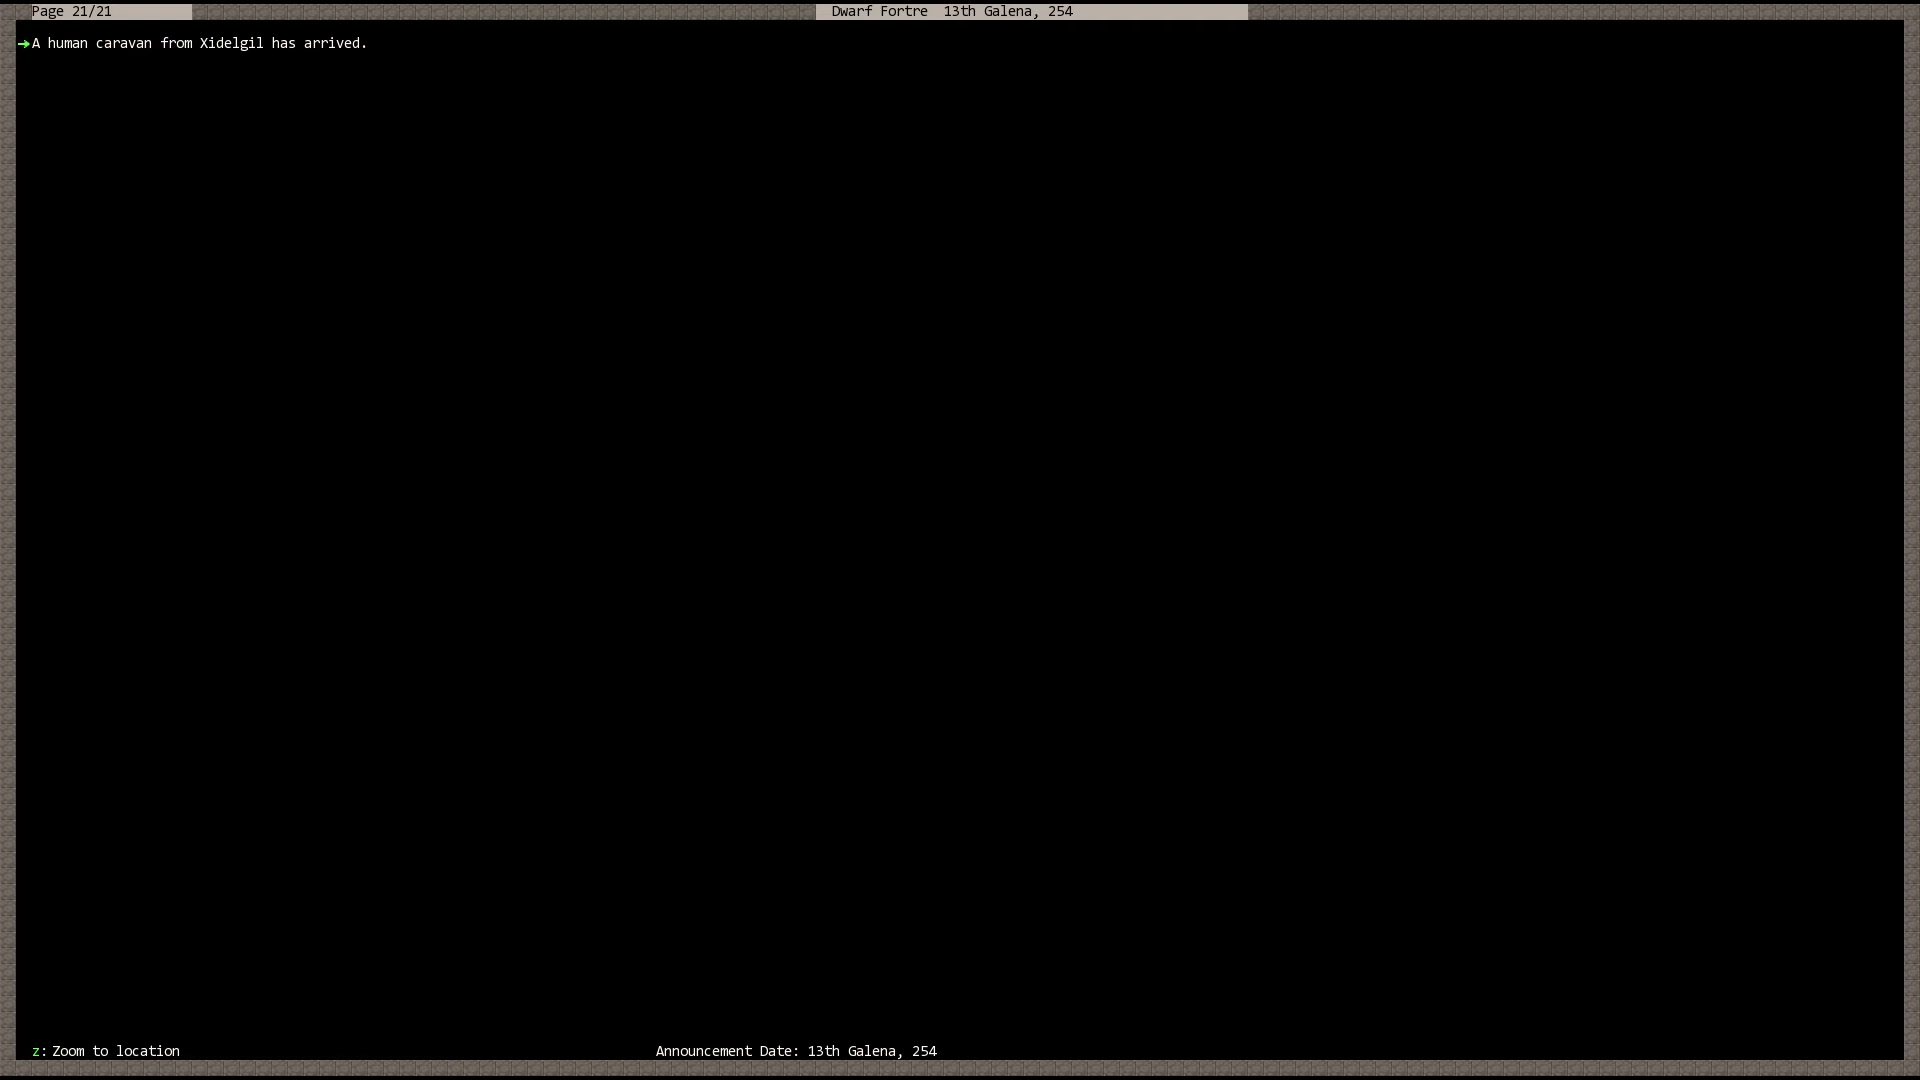 Page 21/21
Dwarf Fortre  13th Galena, 254
A human caravan from Xidelgil has arrived.
z: Zoom to location
Announcement Date: 13th Galena, 254